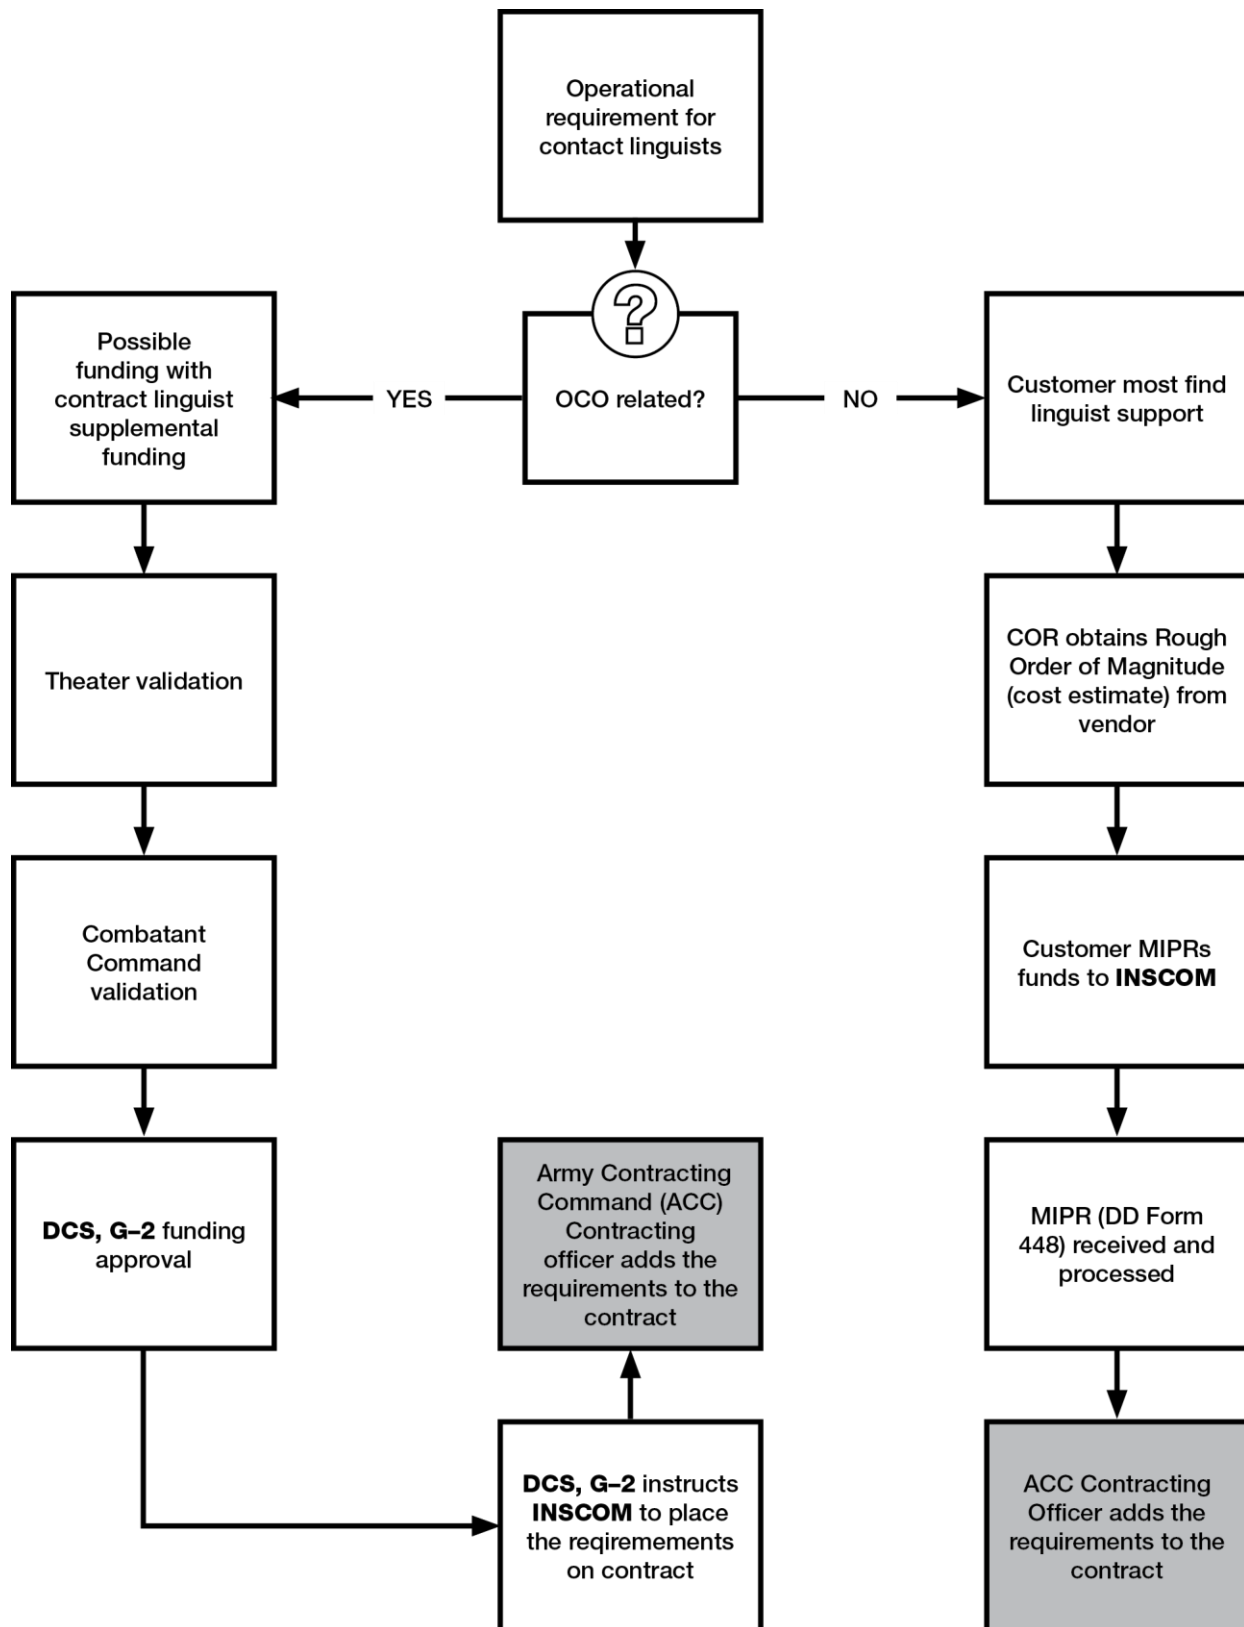 Operational
requirement for
contact linguists
?
OCO related?
YES
NO
Possible
funding with
contract linguist
supplemental
funding
Theater validation
Combatant
Command
validation
DCS, G–2 funding
approval
DCS, G–2 instructs
INSCOM to place
the reqiremements
on contract
Army Contracting
Command (ACC)
Contracting
officer adds the
requirements to the
contract
Customer most find
linguist support
COR obtains Rough
Order of Magnitude
(cost estimate) from
vendor
Customer MIPRs
funds to INSCOM
MIPR (DD Form
448) received and
processed
ACC Contracting
Officer adds the
requirements to the
contract